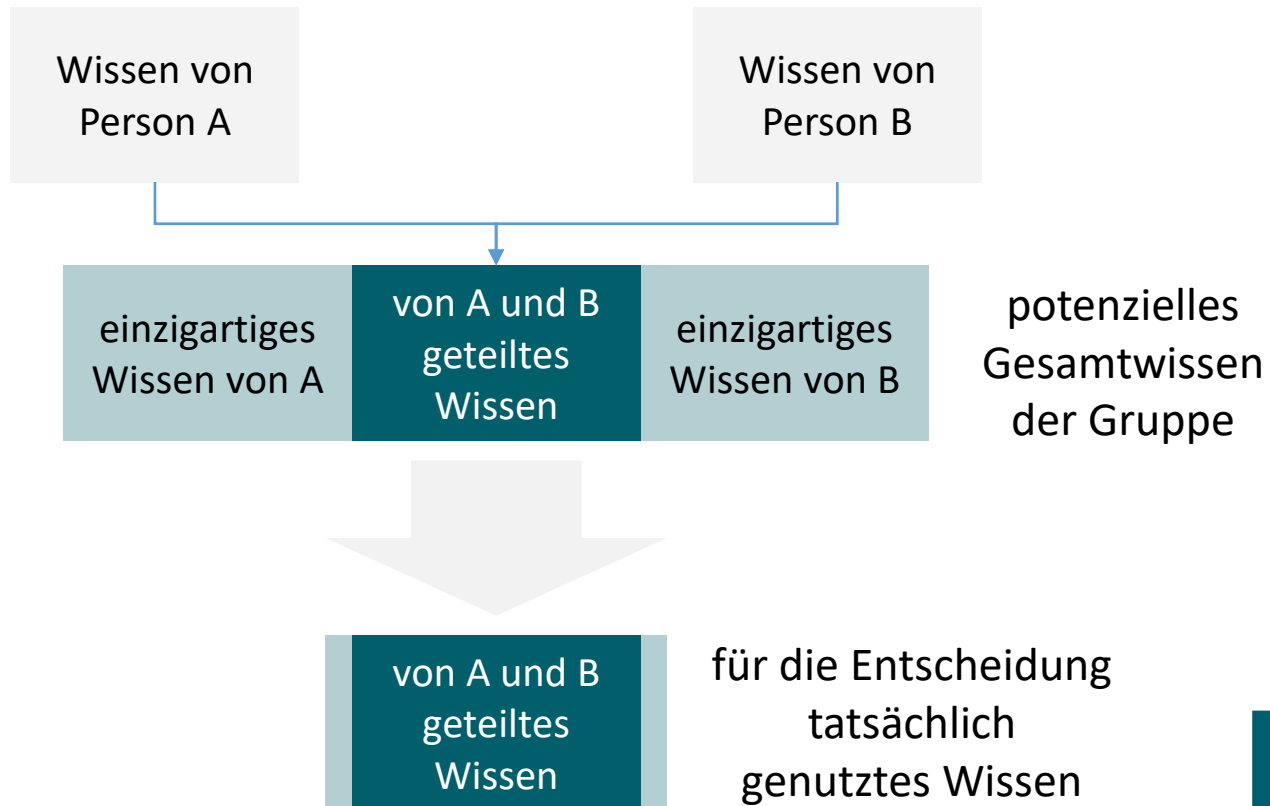 Wissen von
Person A
Wissen von
Person B
einzigartiges
Wissen von A
von A und B
geteiltes
Wissen
einzigartiges
Wissen von B
potenzielles
Gesamtwissen
der Gruppe
von A und B
geteiltes
Wissen
für die Entscheidung
tatsächlich
genutztes Wissen